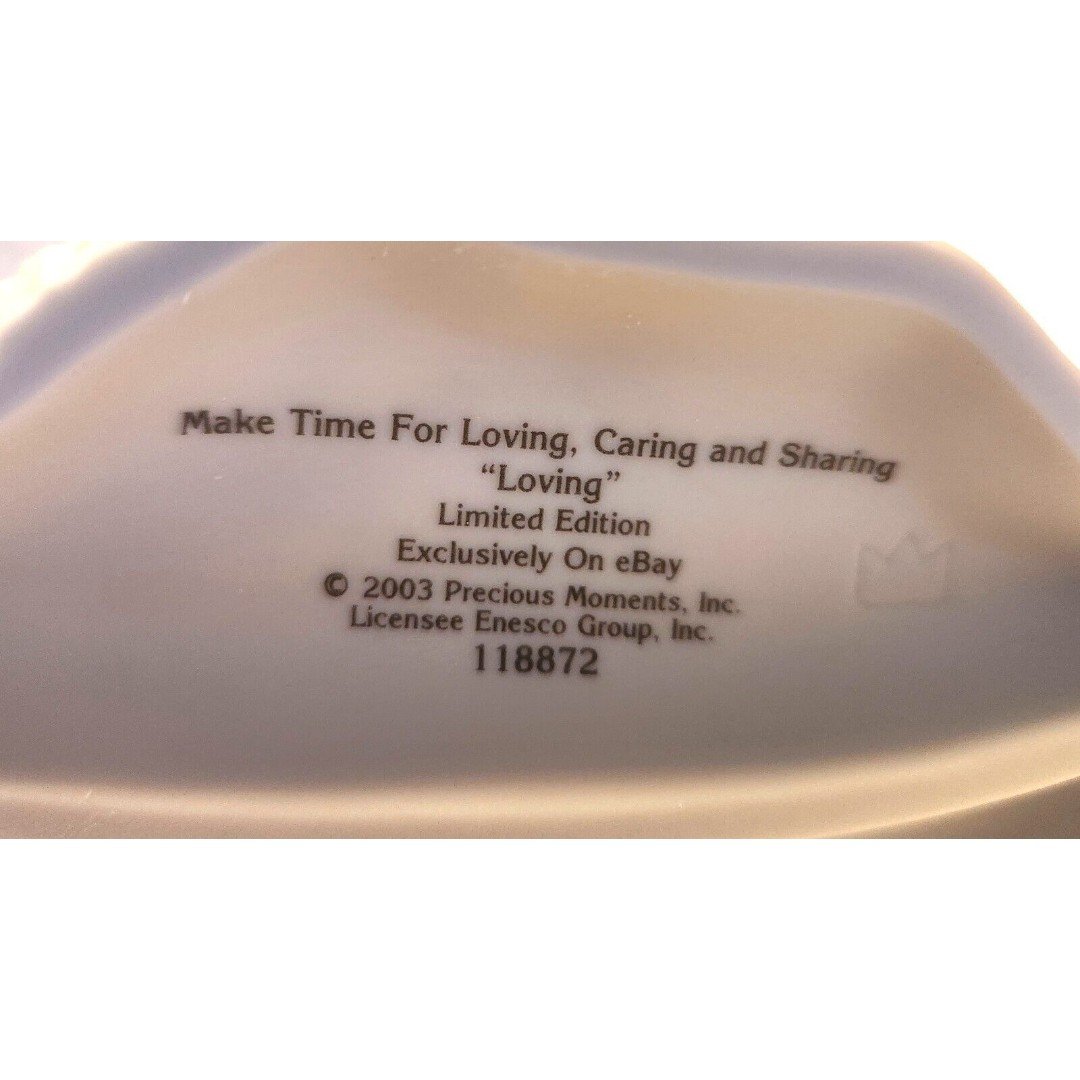 Make Time For Loving, Caring and Sharing
“Loving”
Limited Edition
Exclusively On eBay
© 2003 Precious Moments, Inc.
Licensee Enesco Group, Inc.
118872